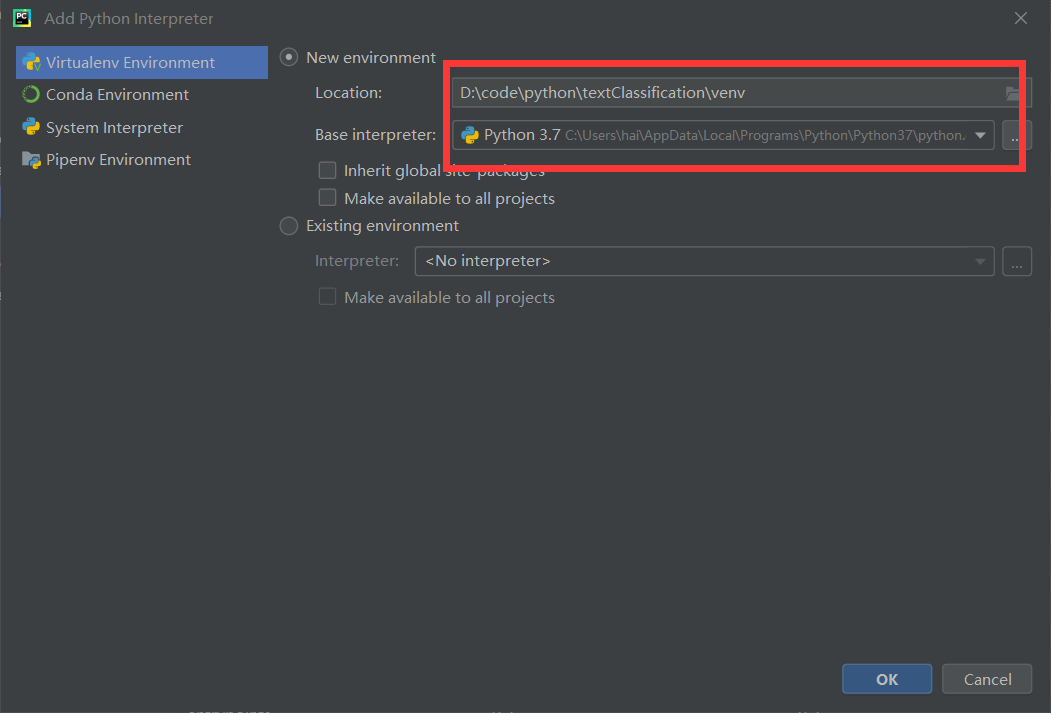 PC
Add Python Interpreter
Virtualenv Environment
Conda Environment
System Interpreter
Pipenv Environment
New environment
Location: D:\code\python\textClassification\venv
Base interpreter: Python 3.7 C:\Users\hai\AppData\Local\Programs\Python\Python37\python. ...
Inherit global site-packages
Make available to all projects
Existing environment
Interpreter: <No interpreter> ...
Make available to all projects
OK Cancel